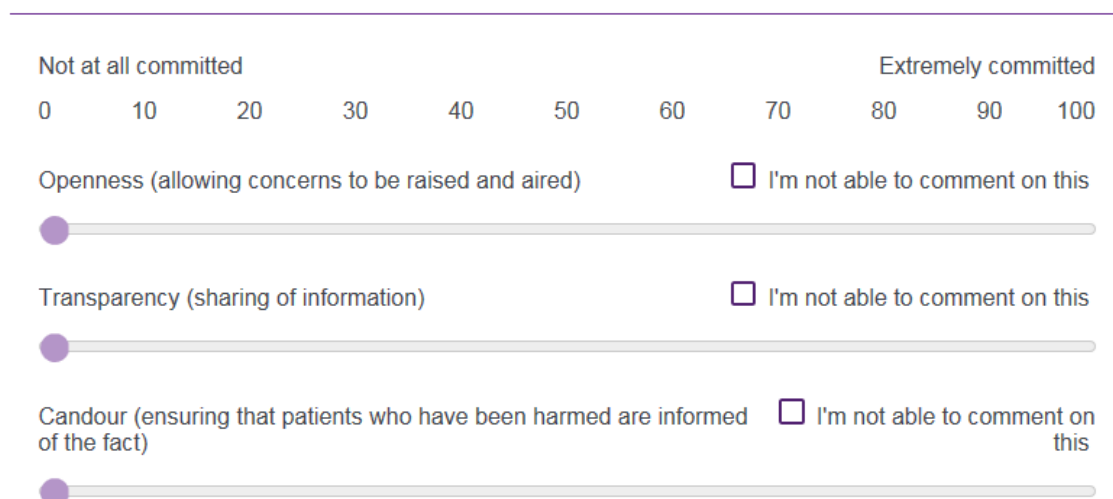 Not at all committed Extremely committed
0 10 20 30 40 50 60 70 80 90 100
Openness (allowing concerns to be raised and aired) I'm not able to comment on this
Transparency (sharing of information) I'm not able to comment on this
Candour (ensuring that patients who have been harmed are informed
of the fact)
I'm not able to comment on
this